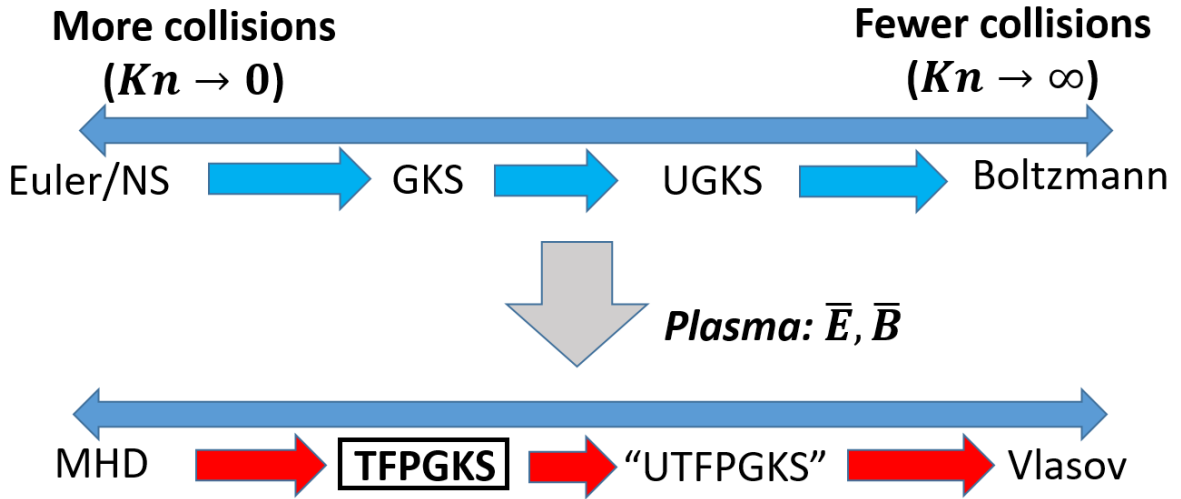 More collisions Fewer collisions
(Kn → 0) (Kn → ∞)
Euler/NS GKS UGKS Boltzmann
Plasma: E̅, B̅
MHD TFPGKS “UTFPGKS” Vlasov